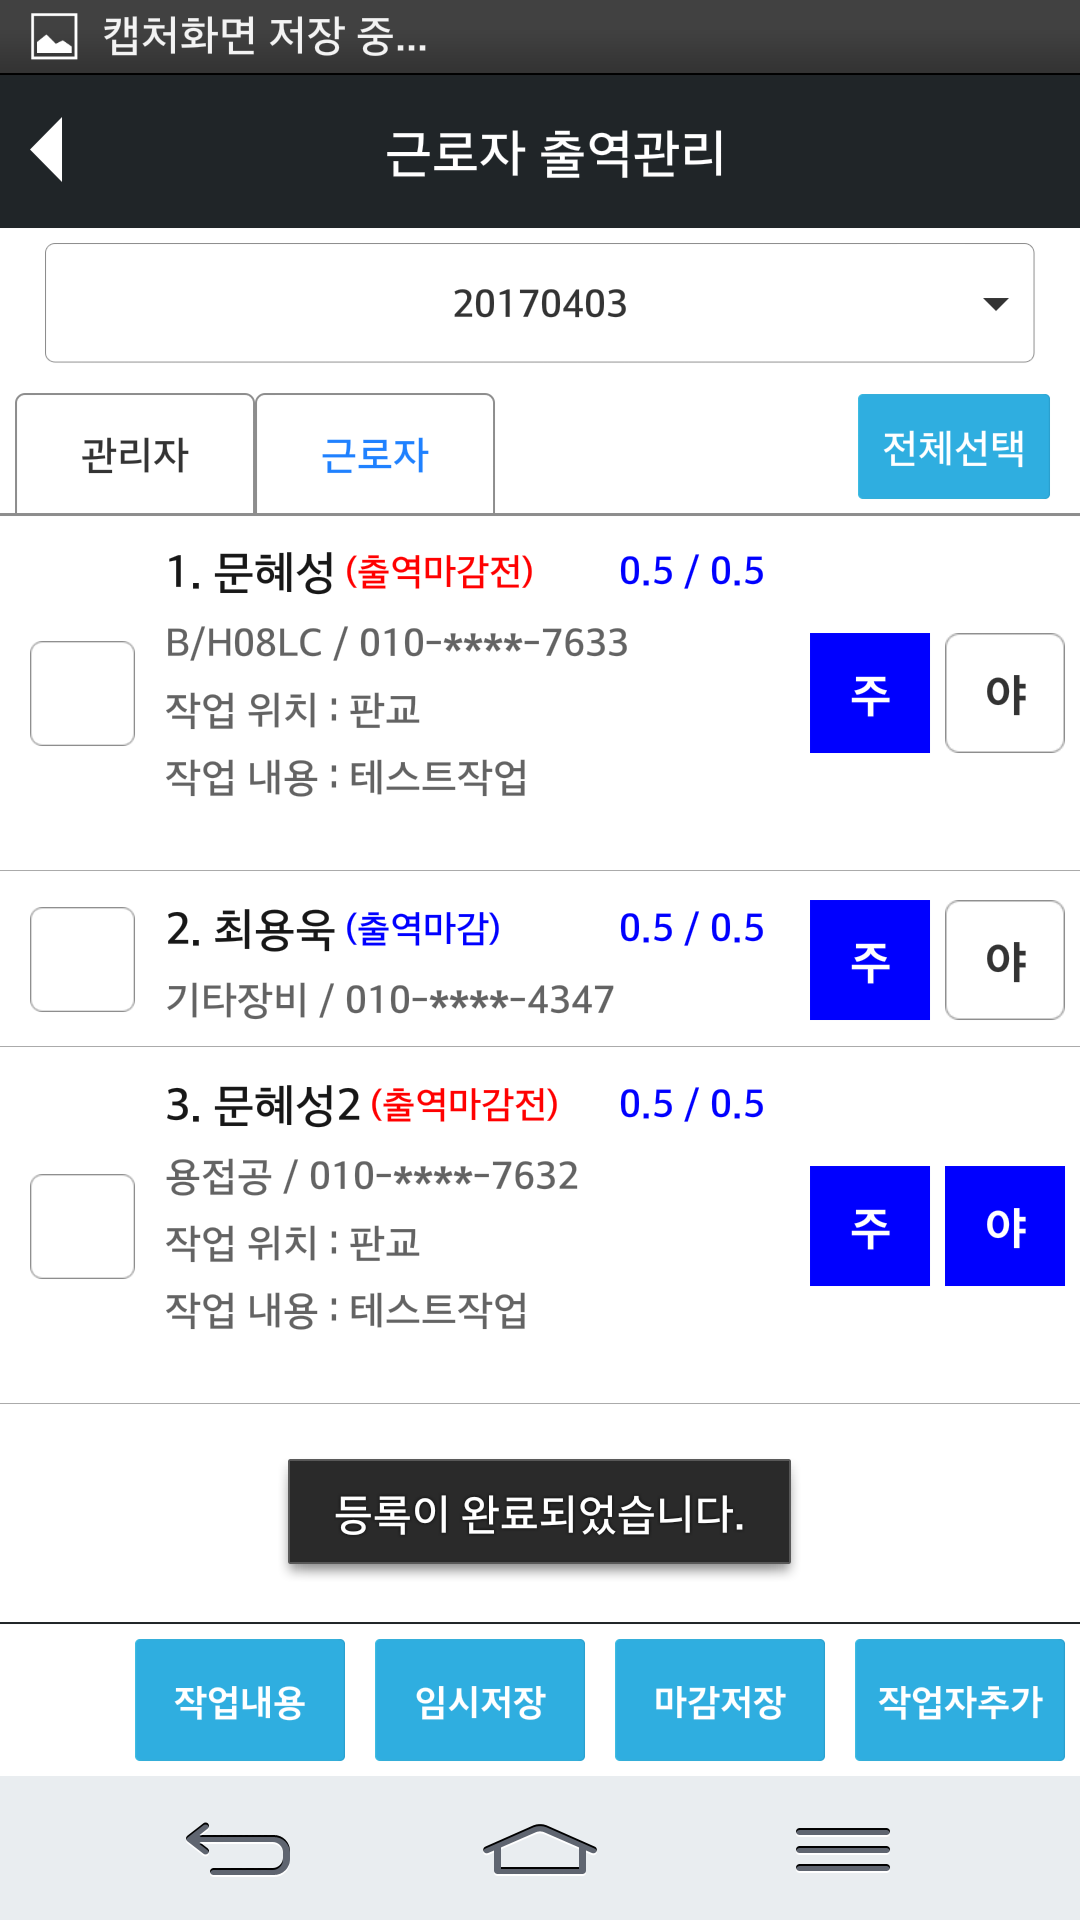 캡처화면 저장 중...
근로자 출역관리
20170403
관리자 근로자 전체선택
1. 문혜성 (출역마감전) 0.5 / 0.5
B/H08LC / 010-****-7633
작업 위치 : 판교
작업 내용 : 테스트작업
주 야
2. 최용욱 (출역마감) 0.5 / 0.5
기타장비 / 010-****-4347
주 야
3. 문혜성2 (출역마감전) 0.5 / 0.5
용접공 / 010-****-7632
작업 위치 : 판교
작업 내용 : 테스트작업
주 야
등록이 완료되었습니다.
작업내용 임시저장 마감저장 작업자추가